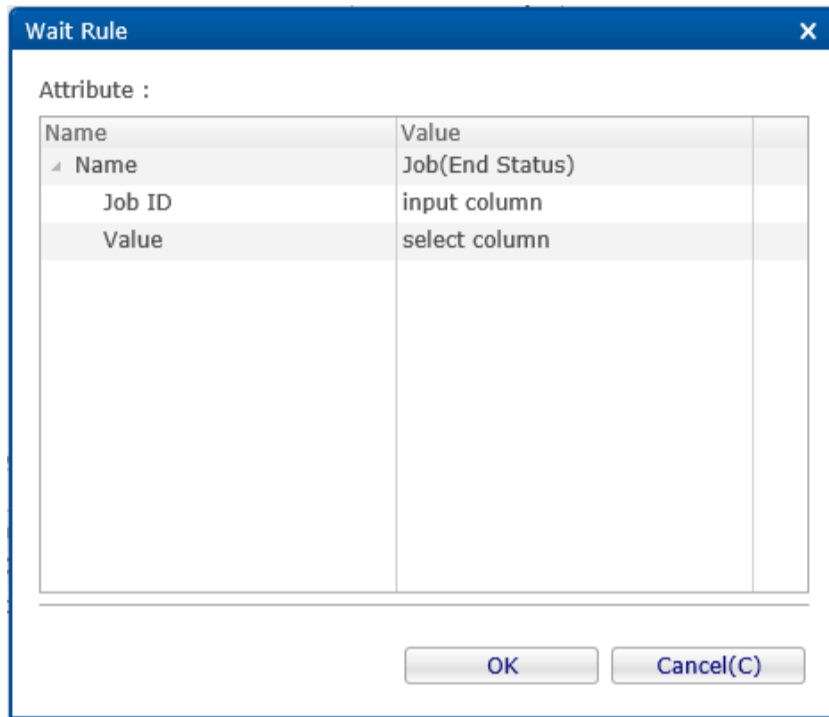 Wait Rule
Attribute :
Name Value
Name Job(End Status)
Job ID input column
Value select column
OK Cancel(C)